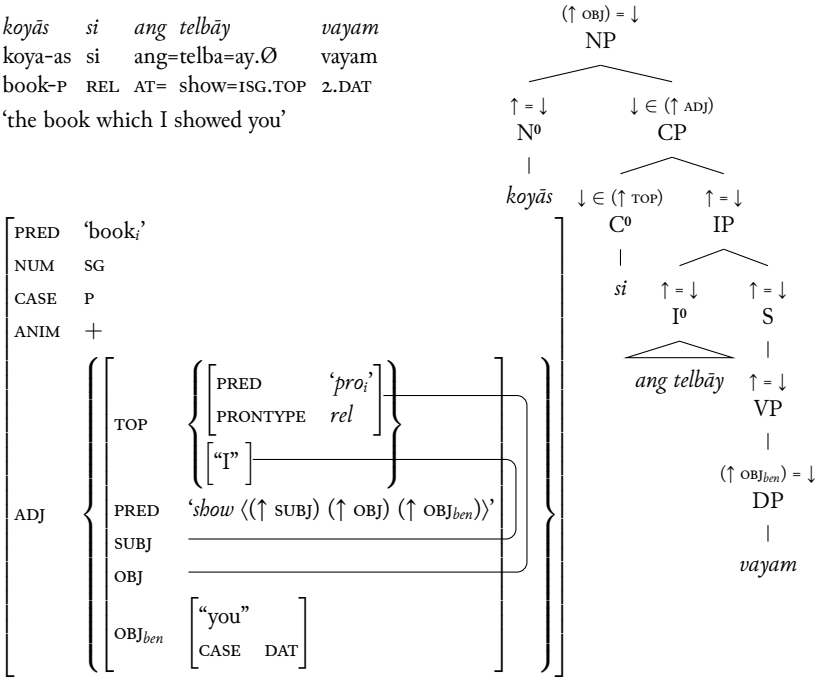 koyās si ang telbāy vayam
koya-as si ang=telba=ay.Ø vayam
book-P REL AT= show=1SG.TOP 2.DAT
‘the book which I showed you’
PRED ‘bookᵢ’
NUM SG
CASE P
ANIM +
ADJ
TOP
PRED ‘proᵢ’
PRONTYPE rel
“I”
PRED ‘show ⟨(↑ SUBJ) (↑ OBJ) (↑ OBJben)⟩’
SUBJ
OBJ
OBJben
“you”
CASE DAT
(↑ OBJ) = ↓
NP
↑ = ↓ ↓ ∈ (↑ ADJ)
N⁰ CP
koyās ↓ ∈ (↑ TOP) ↑ = ↓
C⁰ IP
si ↑ = ↓ ↑ = ↓
I⁰ S
ang telbāy ↑ = ↓
VP
(↑ OBJben) = ↓
DP
vayam